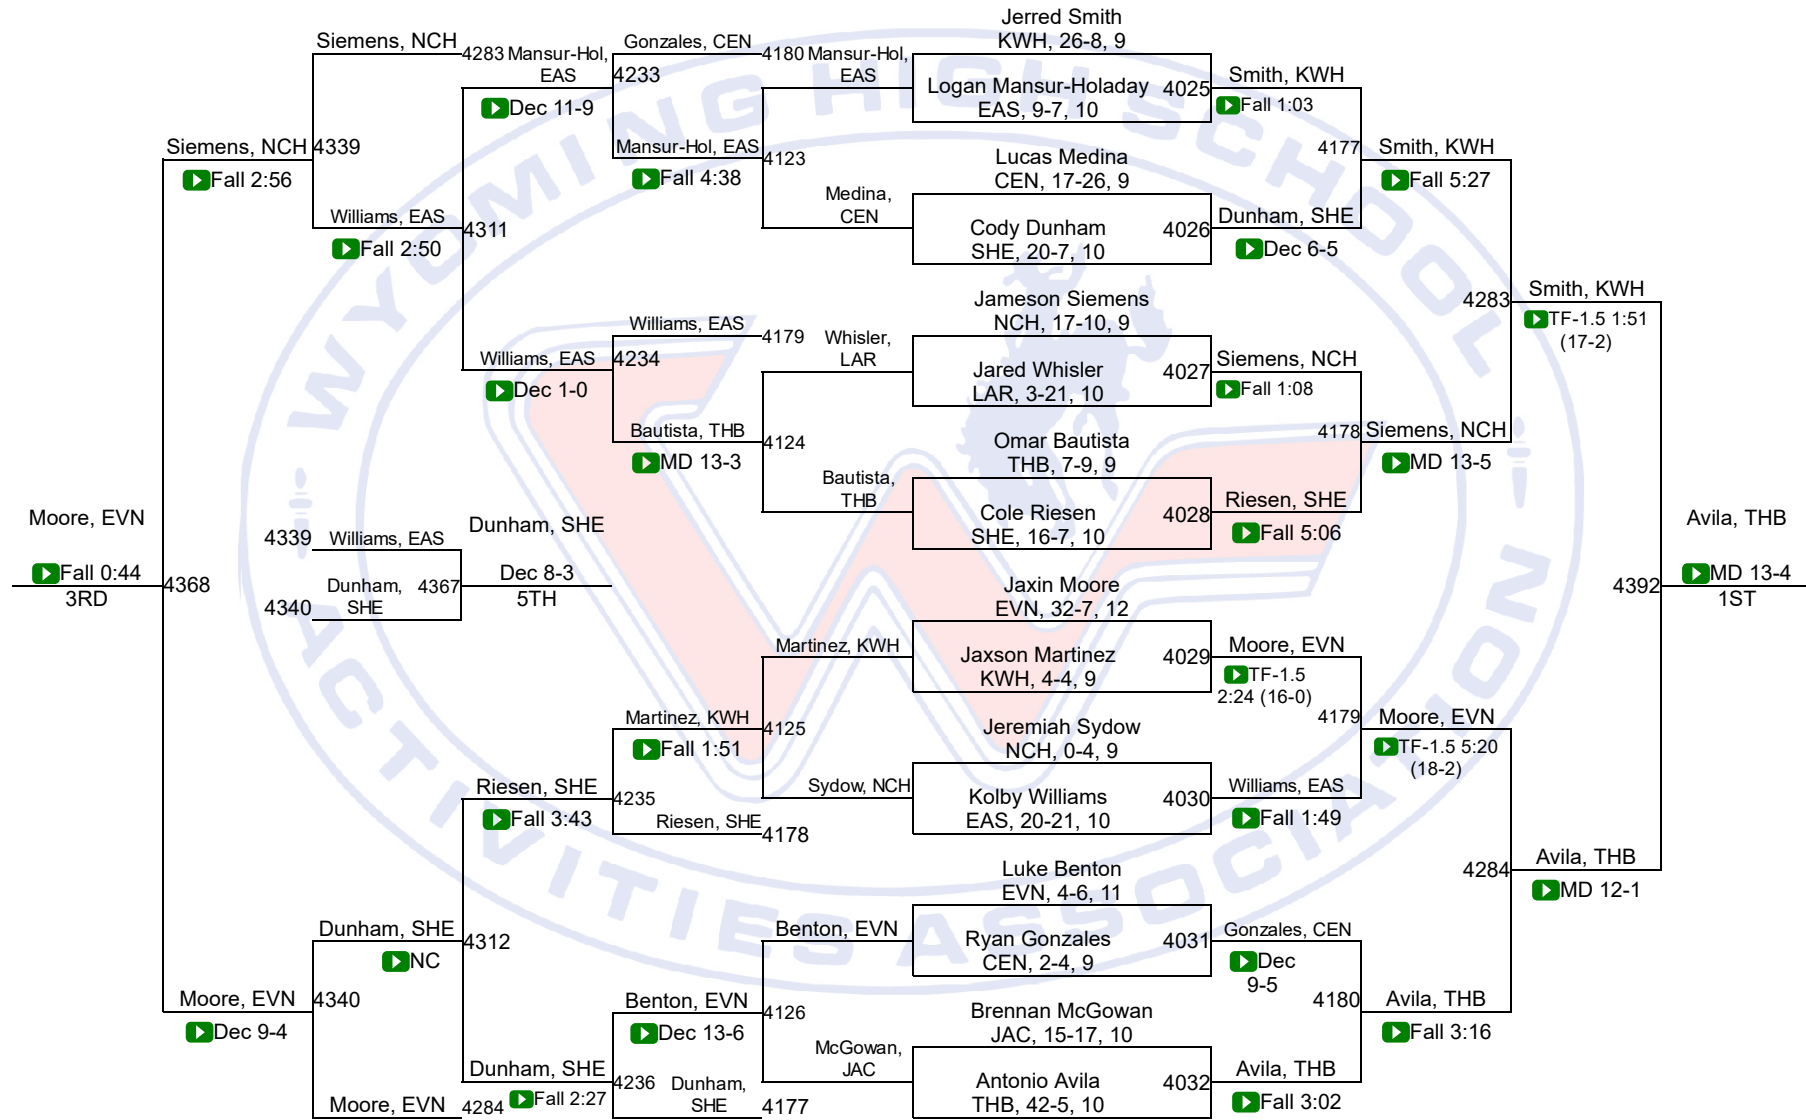 Jerred Smith
KWH, 26-8, 9
Logan Mansur-Holaday
EAS, 9-7, 10
4025
Smith, KWH
Fall 1:03
Lucas Medina
CEN, 17-26, 9
Cody Dunham
SHE, 20-7, 10
4026
Dunham, SHE
Dec 6-5
4177
Smith, KWH
Fall 5:27
Jameson Siemens
NCH, 17-10, 9
Jared Whisler
LAR, 3-21, 10
4027
Siemens, NCH
Fall 1:08
Omar Bautista
THB, 7-9, 9
Cole Riesen
SHE, 16-7, 10
4028
Riesen, SHE
Fall 5:06
4178
Siemens, NCH
MD 13-5
4283
Smith, KWH
TF-1.5 1:51
(17-2)
Jaxin Moore
EVN, 32-7, 12
Jaxson Martinez
KWH, 4-4, 9
4029
Moore, EVN
TF-1.5
2:24 (16-0)
Jeremiah Sydow
NCH, 0-4, 9
Kolby Williams
EAS, 20-21, 10
4030
Williams, EAS
Fall 1:49
4179
Moore, EVN
TF-1.5 5:20
(18-2)
Luke Benton
EVN, 4-6, 11
Ryan Gonzales
CEN, 2-4, 9
4031
Gonzales, CEN
Dec
9-5
Brennan McGowan
JAC, 15-17, 10
Antonio Avila
THB, 42-5, 10
4032
Avila, THB
Fall 3:02
4180
Avila, THB
Fall 3:16
4284
Avila, THB
MD 12-1
4392
Avila, THB
MD 13-4
1ST
Mansur-Hol,
EAS
Medina,
CEN
4123
Mansur-Hol, EAS
Fall 4:38
Gonzales, CEN
4180
4233
Mansur-Hol,
EAS
Dec 11-9
Whisler,
LAR
Bautista,
THB
4124
Bautista, THB
MD 13-3
Williams, EAS
4179
4234
Williams, EAS
Dec 1-0
4311
Williams, EAS
Fall 2:50
Siemens, NCH
4283
4339
Siemens, NCH
Fall 2:56
Martinez, KWH
Sydow, NCH
4125
Martinez, KWH
Fall 1:51
Riesen, SHE
4178
4235
Riesen, SHE
Fall 3:43
Benton, EVN
McGowan,
JAC
4126
Benton, EVN
Dec 13-6
Dunham,
SHE
4177
4236
Dunham, SHE
Fall 2:27
4312
Dunham, SHE
NC
Moore, EVN
4284
4340
Moore, EVN
Dec 9-4
4368
Moore, EVN
Fall 0:44
3RD
4339
Williams, EAS
4340
Dunham,
SHE
4367
Dunham, SHE
Dec 8-3
5TH
WYOMING HIGH SCHOOL
ACTIVITIES ASSOCIATION